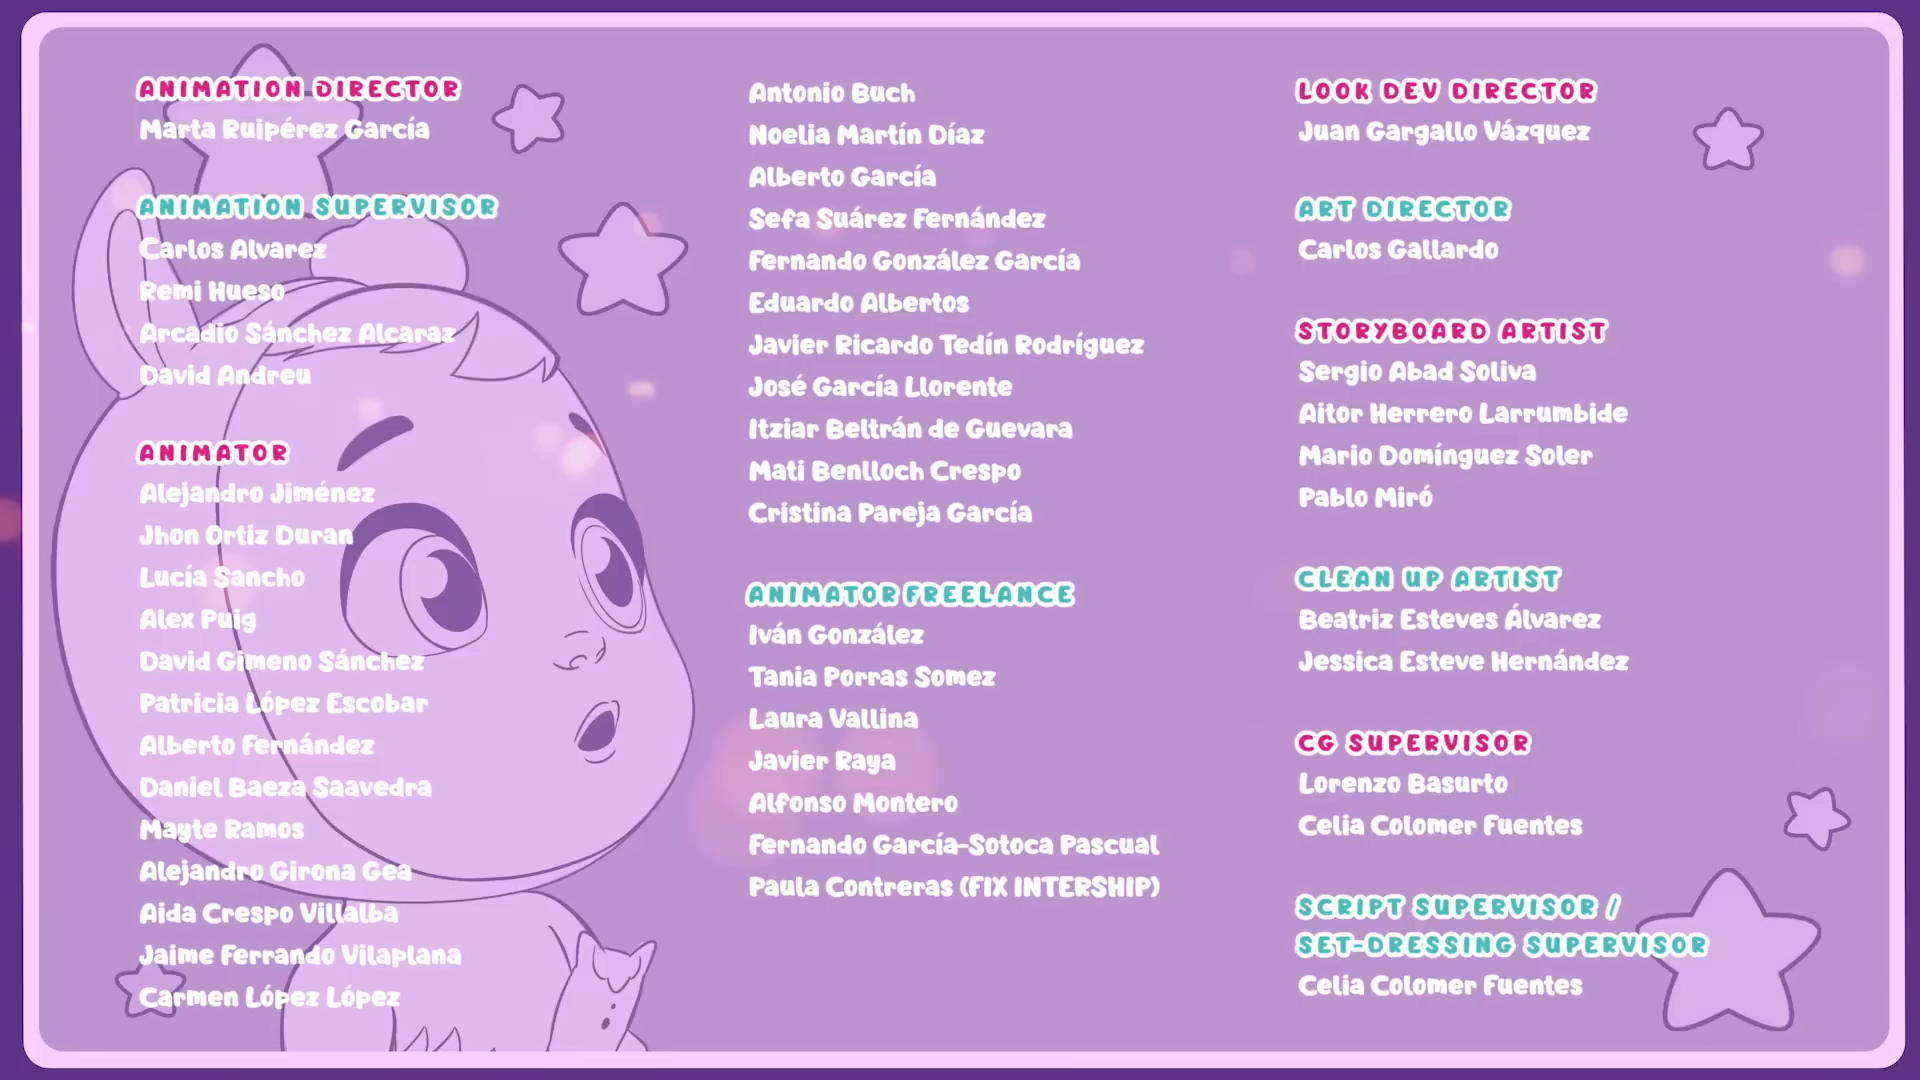 ANIMATION DIRECTOR
Marta Ruipérez García
ANIMATION SUPERVISOR
Carlos Alvarez
Remi Hueso
Arcadio Sánchez Alcaraz
David Andreu
ANIMATOR
Alejandro Jiménez
Jhon Ortiz Duran
Lucía Sancho
Alex Puig
David Gimeno Sánchez
Patricia López Escobar
Alberto Fernández
Daniel Baeza Saavedra
Mayte Ramos
Alejandro Girona Gea
Aida Crespo Villalba
Jaime Ferrando Vilaplana
Carmen López López
Antonio Buch
Noelia Martín Díaz
Alberto García
Sefa Suárez Fernández
Fernando González García
Eduardo Albertos
Javier Ricardo Tedín Rodríguez
José García Llorente
Itziar Beltrán de Guevara
Mati Benlloch Crespo
Cristina Pareja García
ANIMATOR FREELANCE
Iván González
Tania Porras Somez
Laura Vallina
Javier Raya
Alfonso Montero
Fernando García-Sotoca Pascual
Paula Contreras (FIX INTERSHIP)
LOOK DEV DIRECTOR
Juan Gargallo Vázquez
ART DIRECTOR
Carlos Gallardo
STORYBOARD ARTIST
Sergio Abad Soliva
Aitor Herrero Larrumbide
Mario Domínguez Soler
Pablo Miró
CLEAN UP ARTIST
Beatriz Esteves Álvarez
Jessica Esteve Hernández
CG SUPERVISOR
Lorenzo Basurto
Celia Colomer Fuentes
SCRIPT SUPERVISOR /
SET-DRESSING SUPERVISOR
Celia Colomer Fuentes